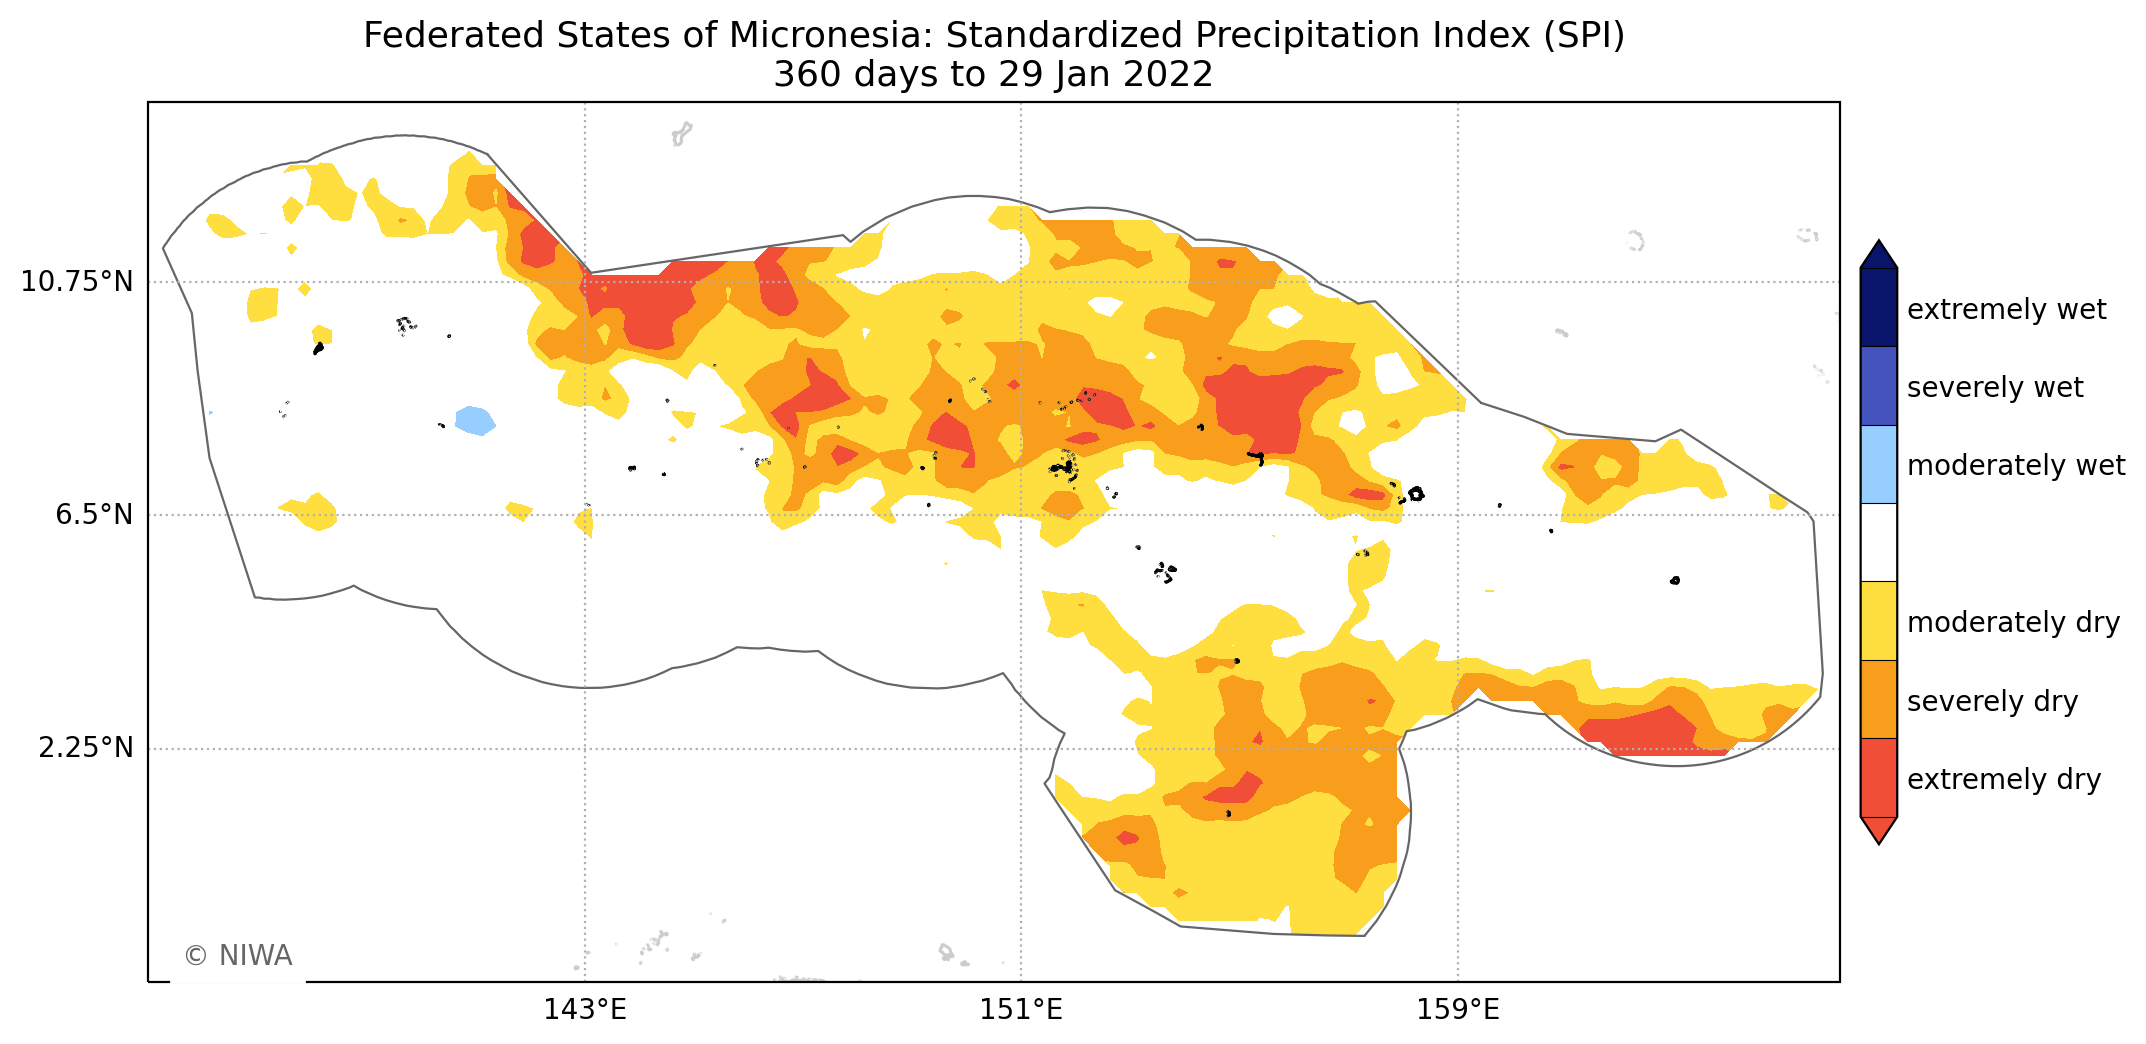 Federated States of Micronesia: Standardized Precipitation Index (SPI)
360 days to 29 Jan 2022
10.75°N
6.5°N
2.25°N
143°E
151°E
159°E
© NIWA
extremely wet
severely wet
moderately wet
moderately dry
severely dry
extremely dry